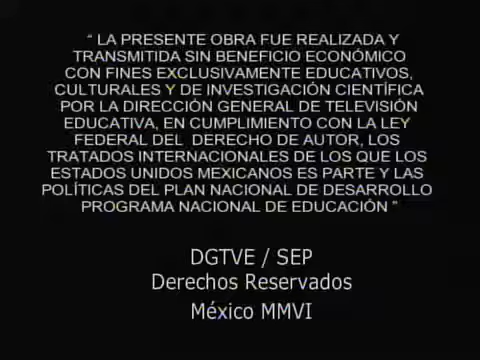 “ LA PRESENTE OBRA FUE REALIZADA Y
TRANSMITIDA SIN BENEFICIO ECONÓMICO
CON FINES EXCLUSIVAMENTE EDUCATIVOS,
CULTURALES Y DE INVESTIGACIÓN CIENTÍFICA
POR LA DIRECCIÓN GENERAL DE TELEVISIÓN
EDUCATIVA, EN CUMPLIMIENTO CON LA LEY
FEDERAL DEL DERECHO DE AUTOR, LOS
TRATADOS INTERNACIONALES DE LOS QUE LOS
ESTADOS UNIDOS MEXICANOS ES PARTE Y LAS
POLÍTICAS DEL PLAN NACIONAL DE DESARROLLO
PROGRAMA NACIONAL DE EDUCACIÓN ”
DGTVE / SEP
Derechos Reservados
México MMVI